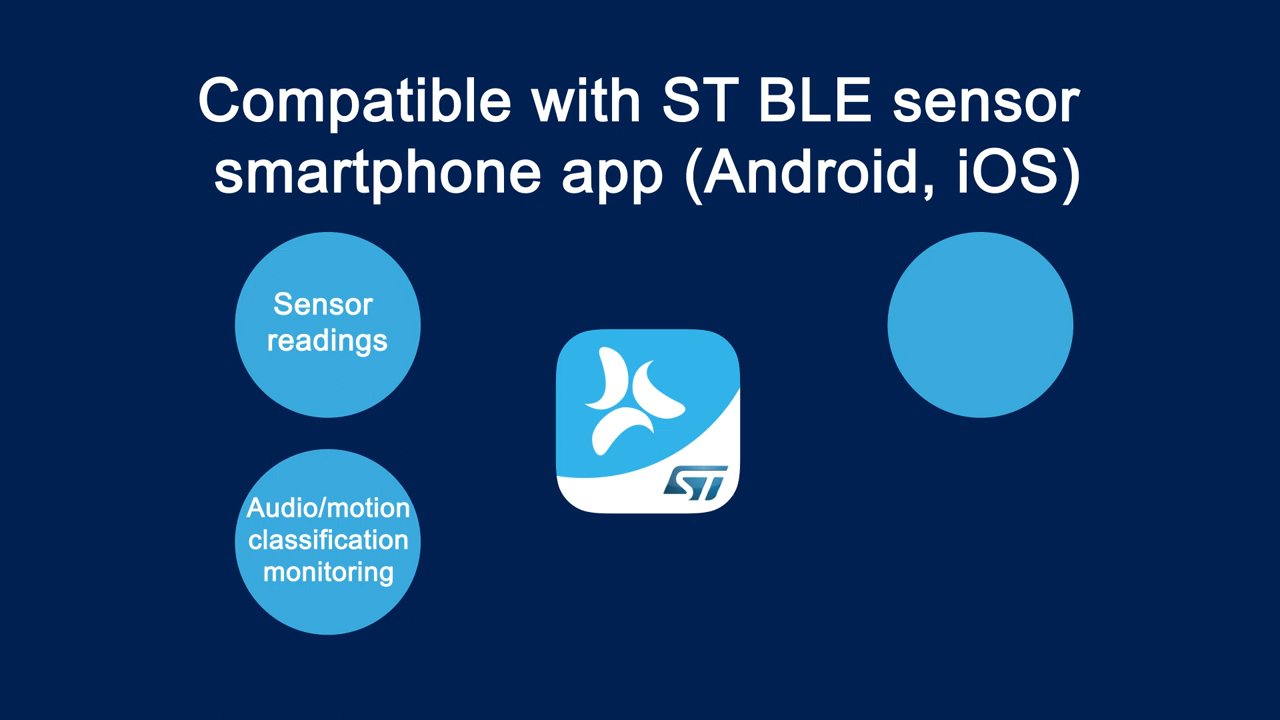 Compatible with ST BLE sensor
smartphone app (Android, iOS)
Sensor
readings
Audio/motion
classification
monitoring
ST